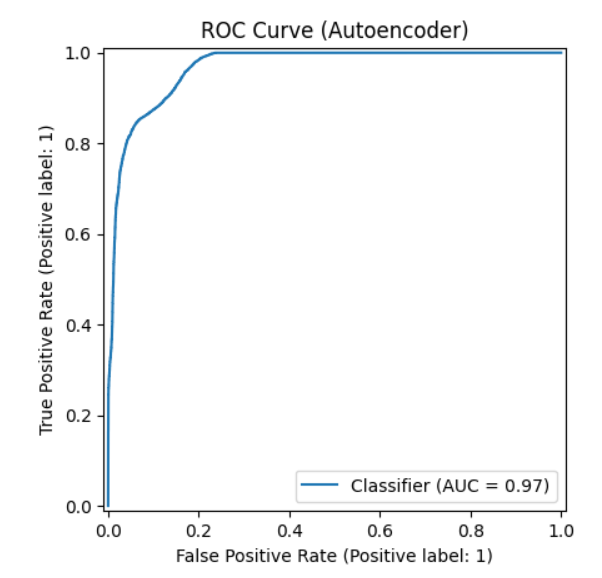 ROC Curve (Autoencoder)
True Positive Rate (Positive label: 1)
1.0
0.8
0.6
0.4
0.2
0.0
Classifier (AUC = 0.97)
0.0 0.2 0.4 0.6 0.8 1.0
False Positive Rate (Positive label: 1)